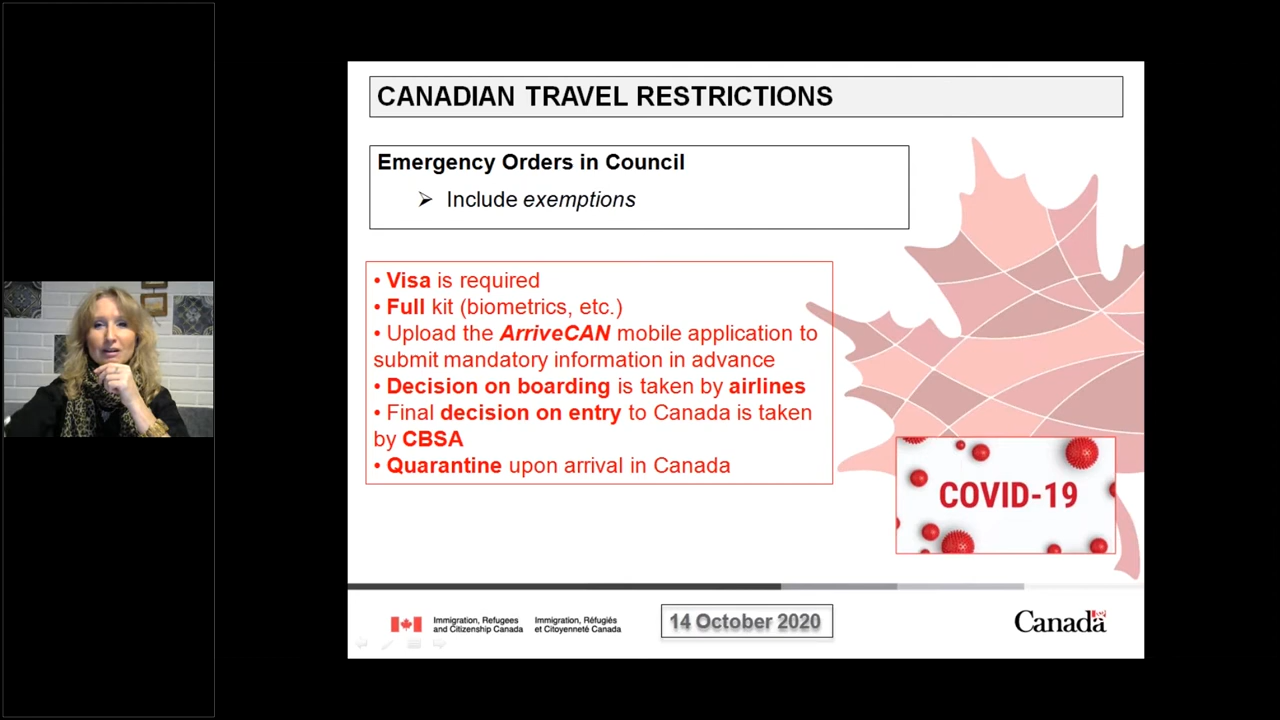 CANADIAN TRAVEL RESTRICTIONS
Emergency Orders in Council
➢ Include exemptions
• Visa is required
• Full kit (biometrics, etc.)
• Upload the ArriveCAN mobile application to
submit mandatory information in advance
• Decision on boarding is taken by airlines
• Final decision on entry to Canada is taken
by CBSA
• Quarantine upon arrival in Canada
COVID-19
Immigration, Refugees
and Citizenship Canada
Immigration, Réfugiés
et Citoyenneté Canada
14 October 2020
Canada